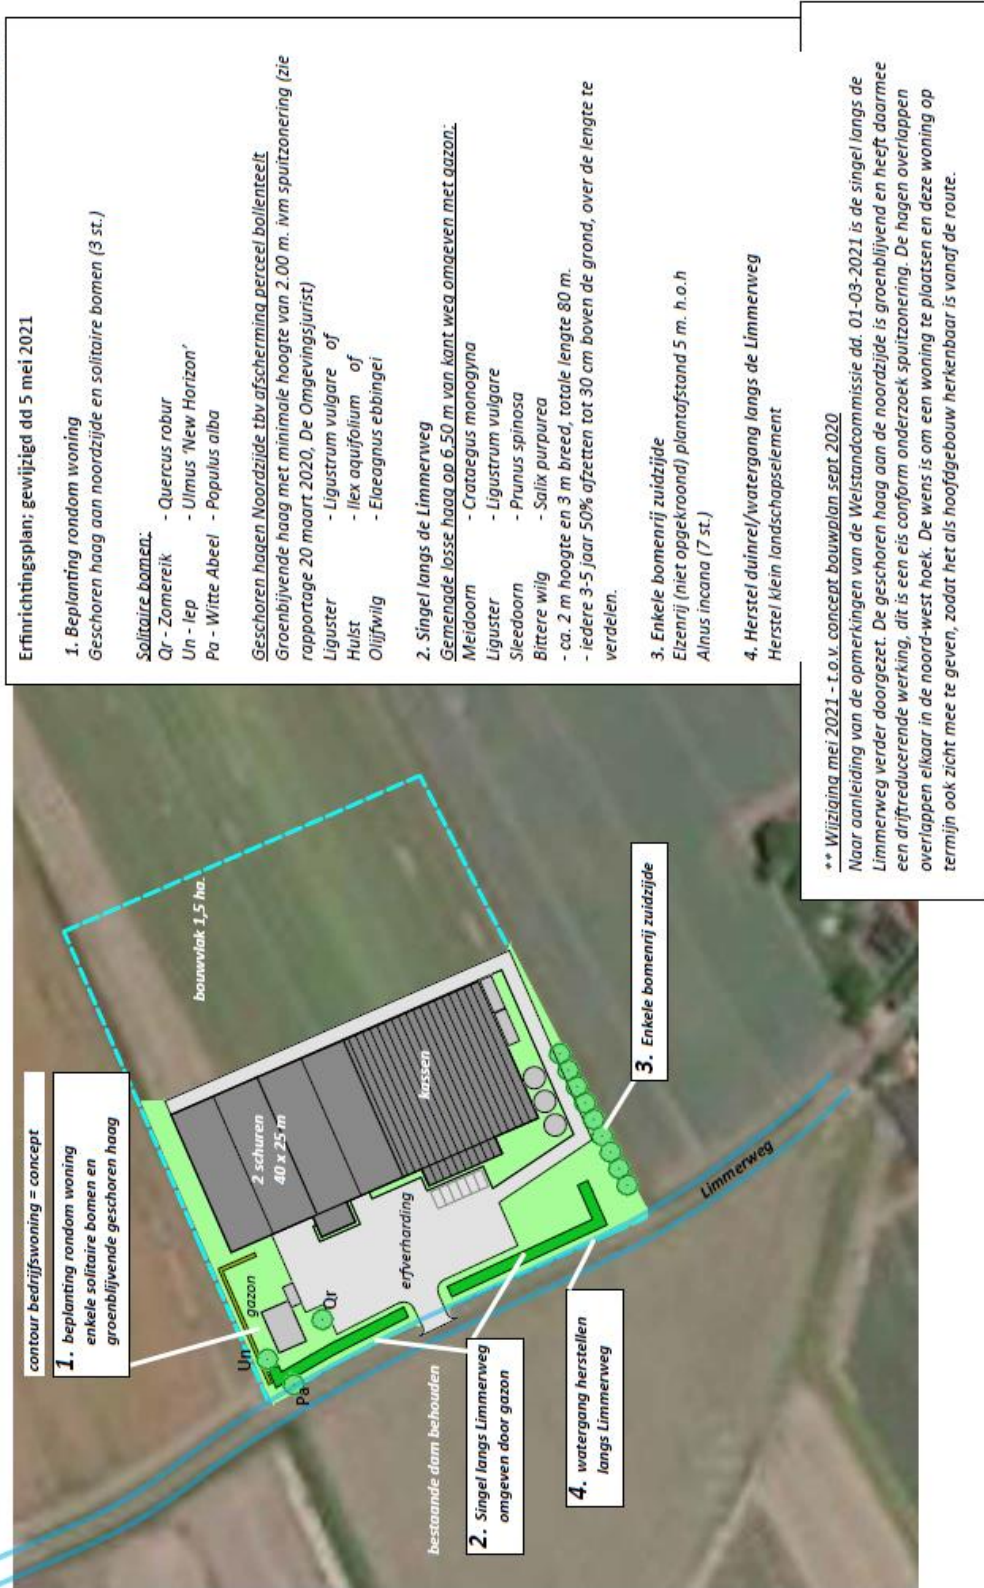 Erfinrichtingsplan; gewijzigd dd 5 mei 2021
1. Beplanting rondom woning
Geschoren haag aan noordzijde en solitaire bomen (3 st.)
Solitaire bomen:
Qr - Zomereik - Quercus robur
Un - Iep - Ulmus 'New Horizon'
Pa - Witte Abeel - Populus alba
Geschoren hagen Noordzijde tbv afscherming perceel bollenteelt
Groenbijvende haag met minimale hoogte van 2.00 m. ivm spuitzonering (zie
rapportage 20 maart 2020, De Omgevingsjurist)
Liguster - Ligustrum vulgare of
Hulst - Ilex aquifolium of
Olijfwilg - Elaeagnus ebbingei
2. Singel langs de Limmerweg
Gemengde losse haag op 6.50 m van kant weg omgeven met gazon:
Meidoorn - Crataegus monogyna
Liguster - Ligustrum vulgare
Sleedoorn - Prunus spinosa
Bittere wilg - Salix purpurea
- ca. 2 m hoogte en 3 m breed, totale lengte 80 m.
- iedere 3-5 jaar 50% afzetten tot 30 cm boven de grond, over de lengte te
verdelen.
3. Enkele bomenrij zuidzijde
Elzenrij (niet opgekroond) plantafstand 5 m. h.o.h
Alnus incana (7 st.)
4. Herstel duinrel/watergang langs de Limmerweg
Herstel klein landschapselement
** Wijziging mei 2021 - t.o.v. concept bouwplan sept 2020
Naar aanleiding van de opmerkingen van de Welstandcommissie dd. 01-03-2021 is de singel langs de
Limmerweg verder doorgezet. De geschoren haag aan de noordzijde is groenblijvend en heeft daarmee
een driftreducerende werking, dit is een eis conform onderzoek spuitzonering. De hagen overlappen
overlappen elkaar in de noord-west hoek. De wens is om een woning te plaatsen en deze woning op
termijn ook zicht mee te geven, zodat het als hoofdgebouw herkenbaar is vanaf de route.
contour bedrijfswoning = concept
1. beplanting rondom woning
enkele solitaire bomen en
groenblijvende geschoren haag
bouwvlak 1,5 ha.
2 schuren
40 x 25 m
kassen
gazon
Un
Qr
Pa
erfverharding
bestaande dam behouden
2. Singel langs Limmerweg
omgeven door gazon
4. watergang herstellen
langs Limmerweg
3. Enkele bomenrij zuidzijde
Limmerweg